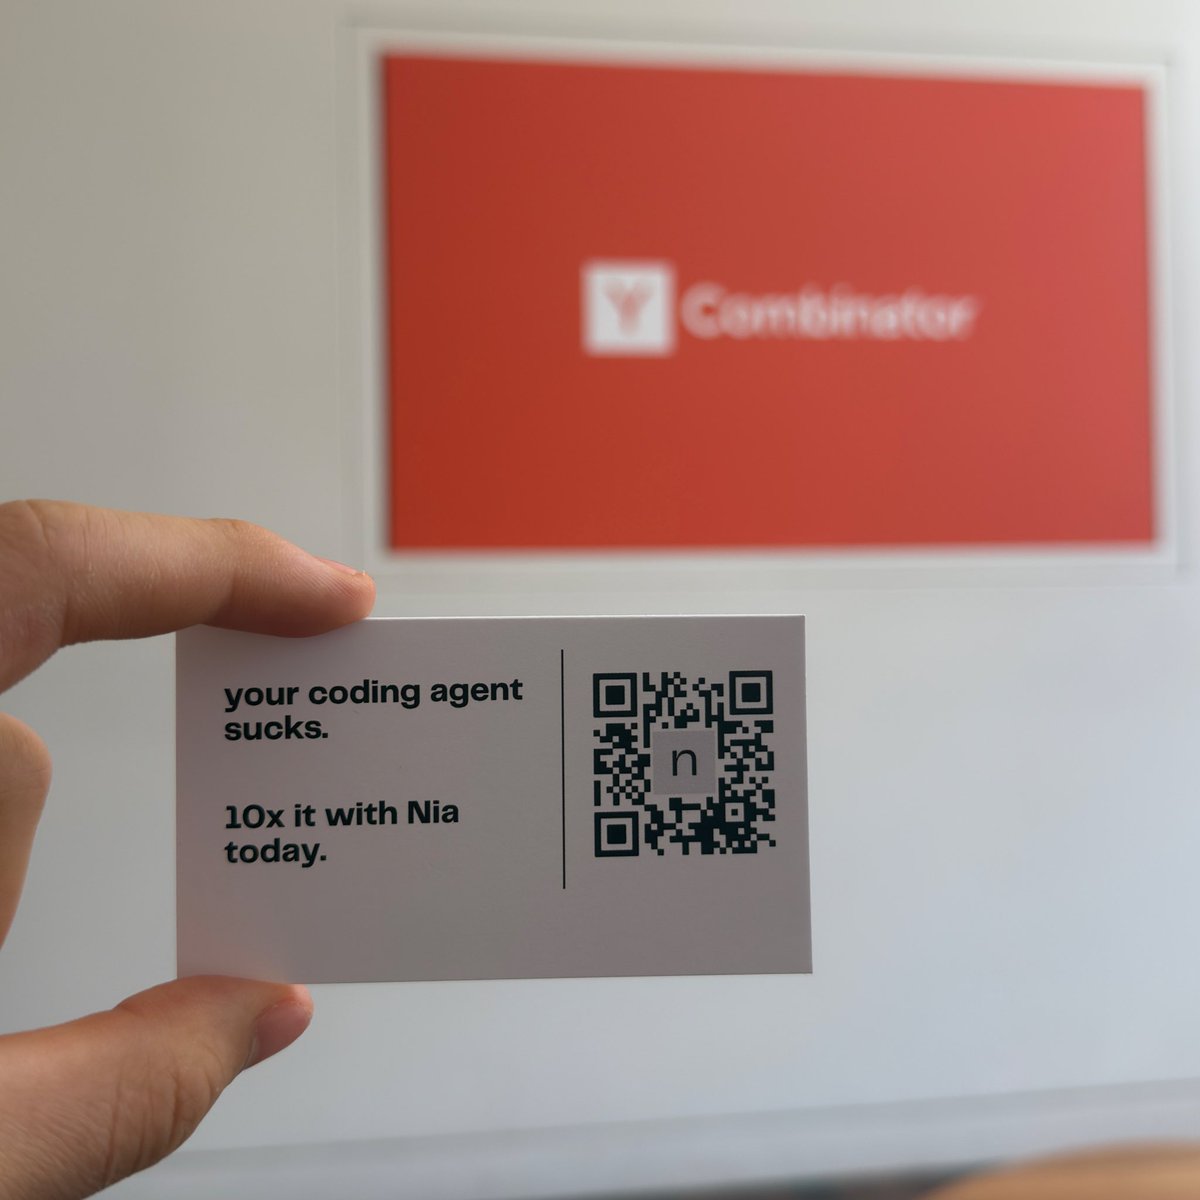 Y Combinator
your coding agent
sucks.
10x it with Nia
today.
n